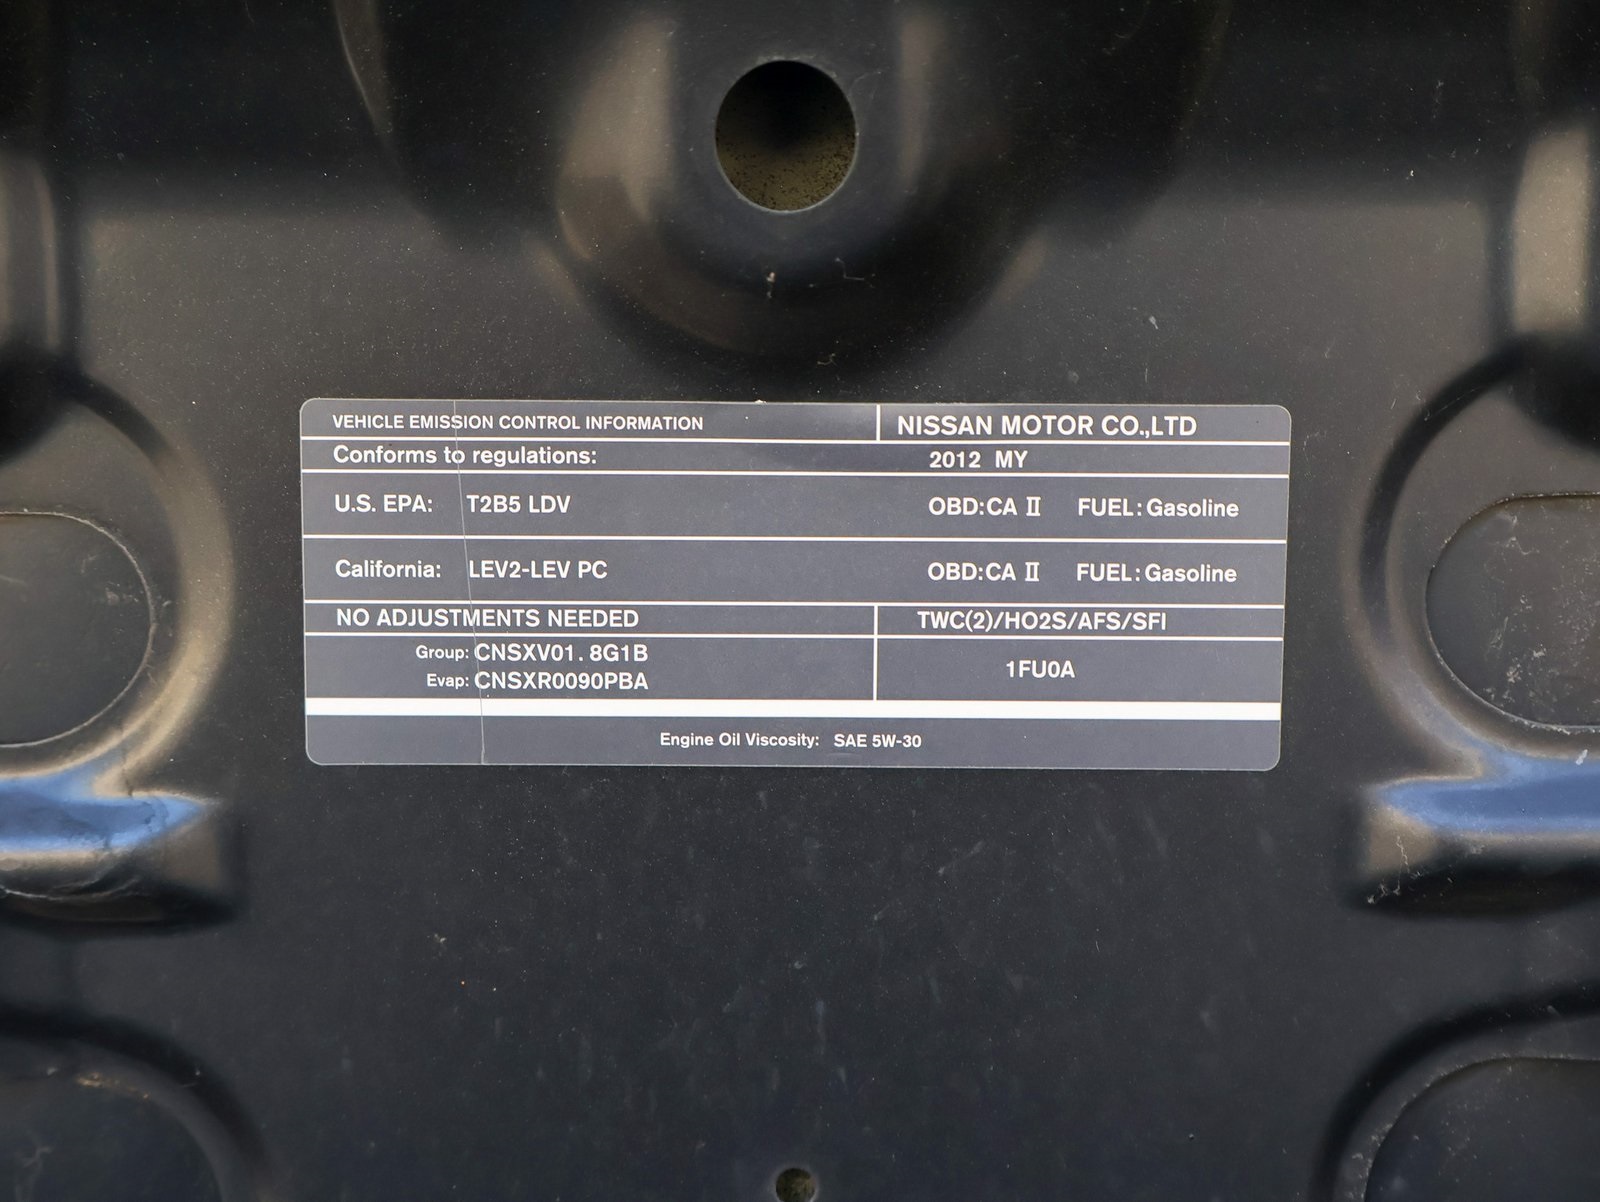 VEHICLE EMISSION CONTROL INFORMATION NISSAN MOTOR CO.,LTD
Conforms to regulations: 2012 MY
U.S. EPA: T2B5 LDV OBD:CA II FUEL: Gasoline
California: LEV2-LEV PC OBD:CA II FUEL: Gasoline
NO ADJUSTMENTS NEEDED TWC(2)/HO2S/AFS/SFI
Group: CNSXV01.8G1B
Evap: CNSXR0090PBA
1FU0A
Engine Oil Viscosity: SAE 5W-30